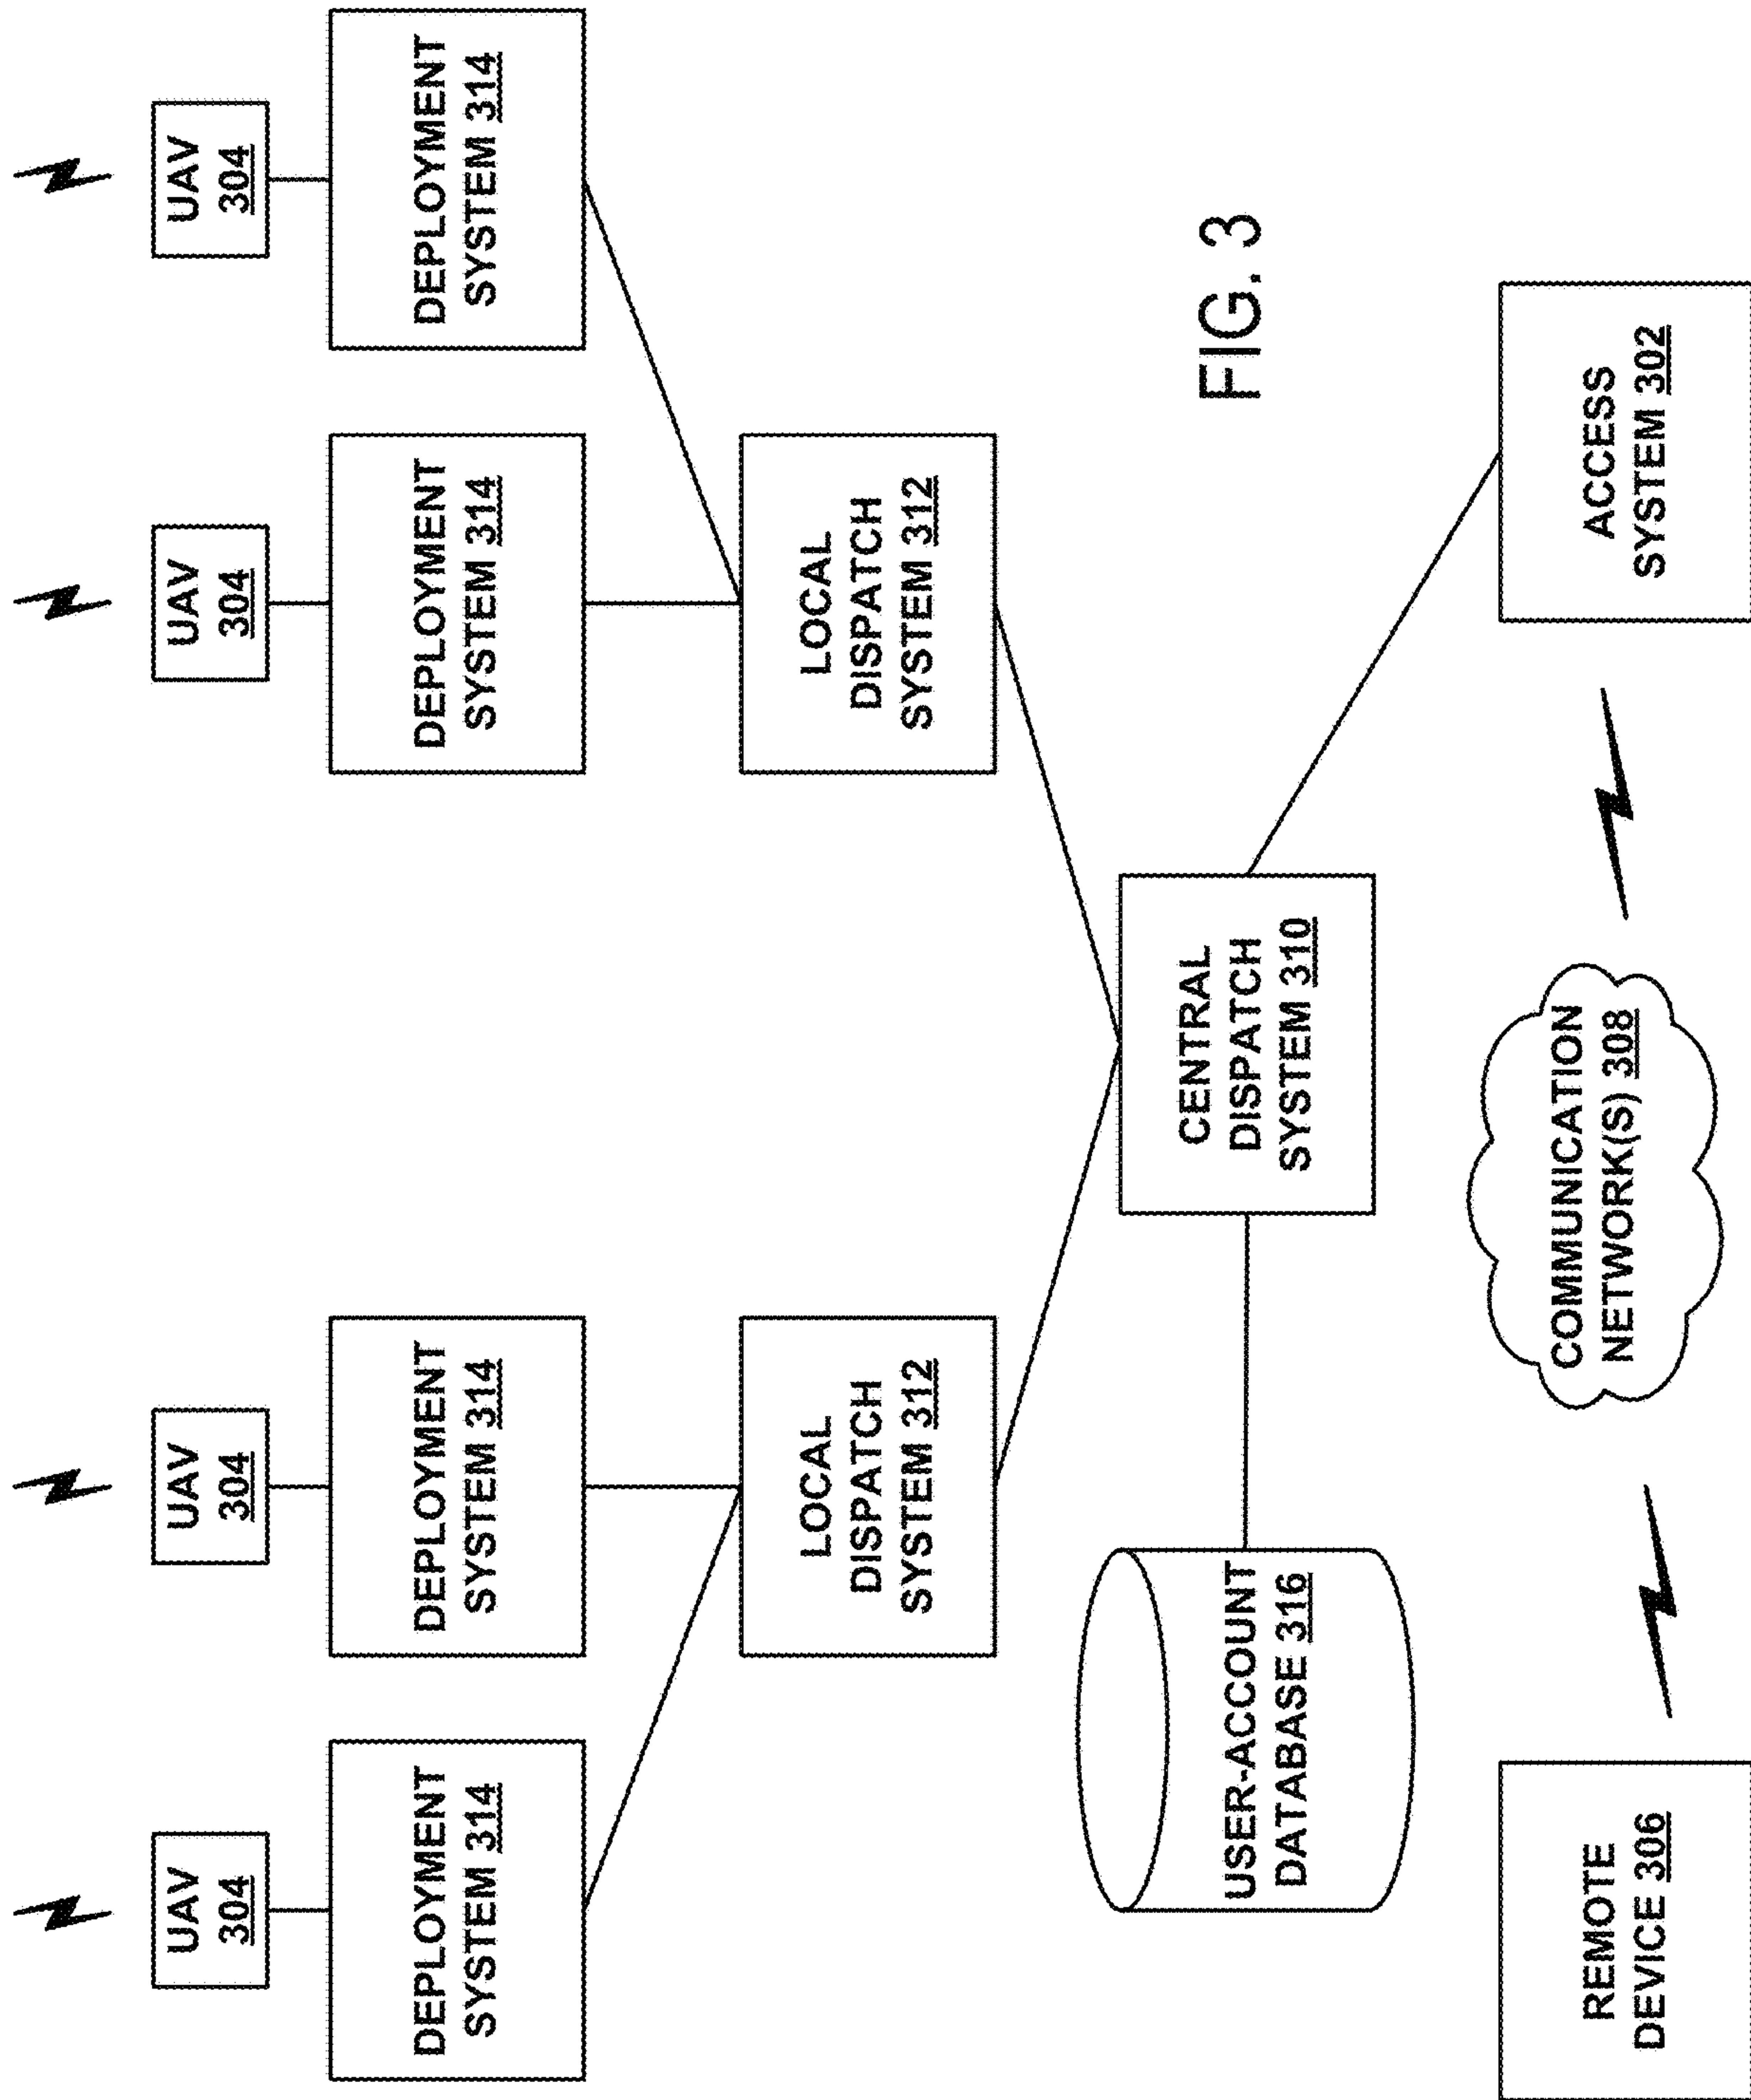 UAV
304
UAV
304
UAV
304
UAV
304
DEPLOYMENT
SYSTEM 314
DEPLOYMENT
SYSTEM 314
DEPLOYMENT
SYSTEM 314
DEPLOYMENT
SYSTEM 314
LOCAL
DISPATCH
SYSTEM 312
LOCAL
DISPATCH
SYSTEM 312
USER-ACCOUNT
DATABASE 316
CENTRAL
DISPATCH
SYSTEM 310
FIG. 3
REMOTE
DEVICE 306
COMMUNICATION
NETWORK(S) 308
ACCESS
SYSTEM 302